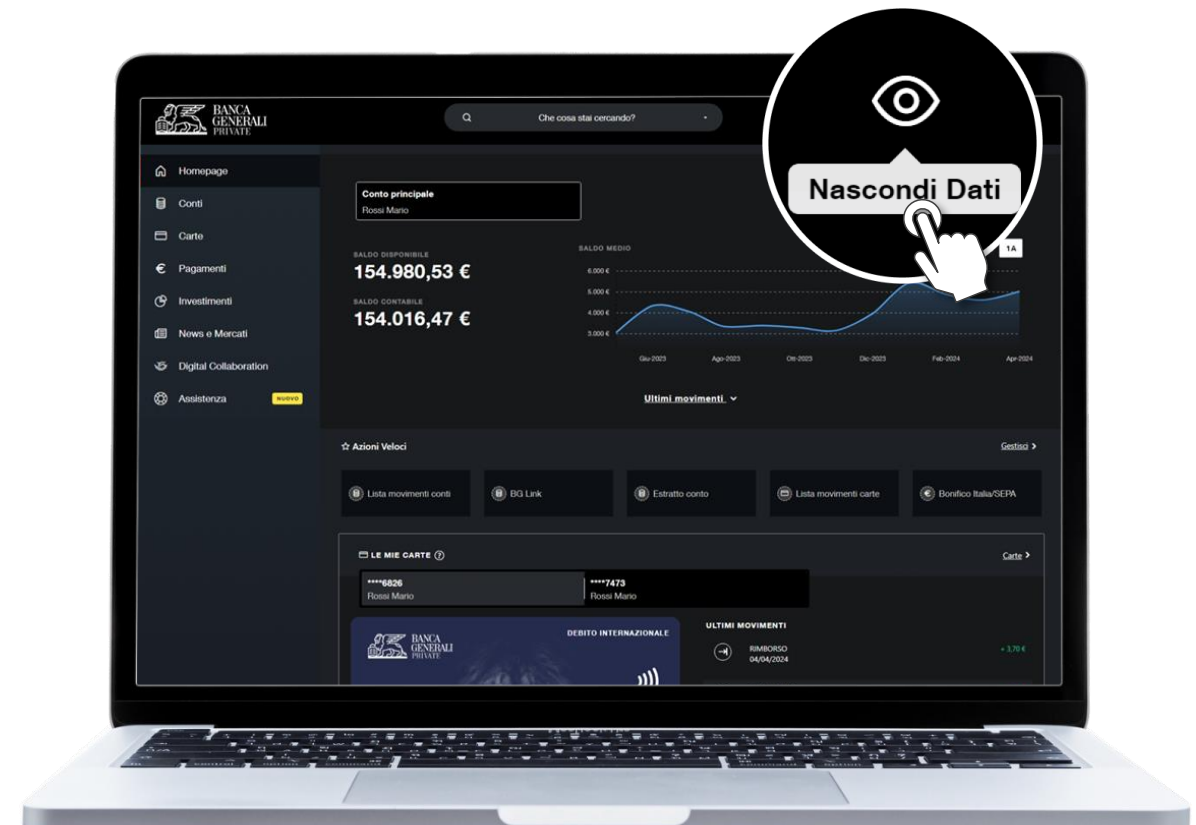 BANCA
GENERALI
PRIVATE
Che cosa stai cercando?
Nascondi Dati
Homepage
Conti
Carte
Pagamenti
Investimenti
News e Mercati
Digital Collaboration
Assistenza
NUOVO
Conto principale
Rossi Mario
SALDO DISPONIBILE
154.980,53 €
SALDO CONTABILE
154.016,47 €
SALDO MEDIO
1A
6.000 €
5.000 €
4.000 €
3.000 €
Giu-2023 Ago-2023 Ott-2023 Dic-2023 Feb-2024 Apr-2024
Ultimi movimenti
Azioni Veloci
Gestisci >
Lista movimenti conti
BG Link
Estratto conto
Lista movimenti carte
Bonifico Italia/SEPA
LE MIE CARTE ?
Carte >
****6826
Rossi Mario
****7473
Rossi Mario
BANCA
GENERALI
PRIVATE
DEBITO INTERNAZIONALE
ULTIMI MOVIMENTI
RIMBORSO
04/04/2024
+ 3,70 €
control option command
command option